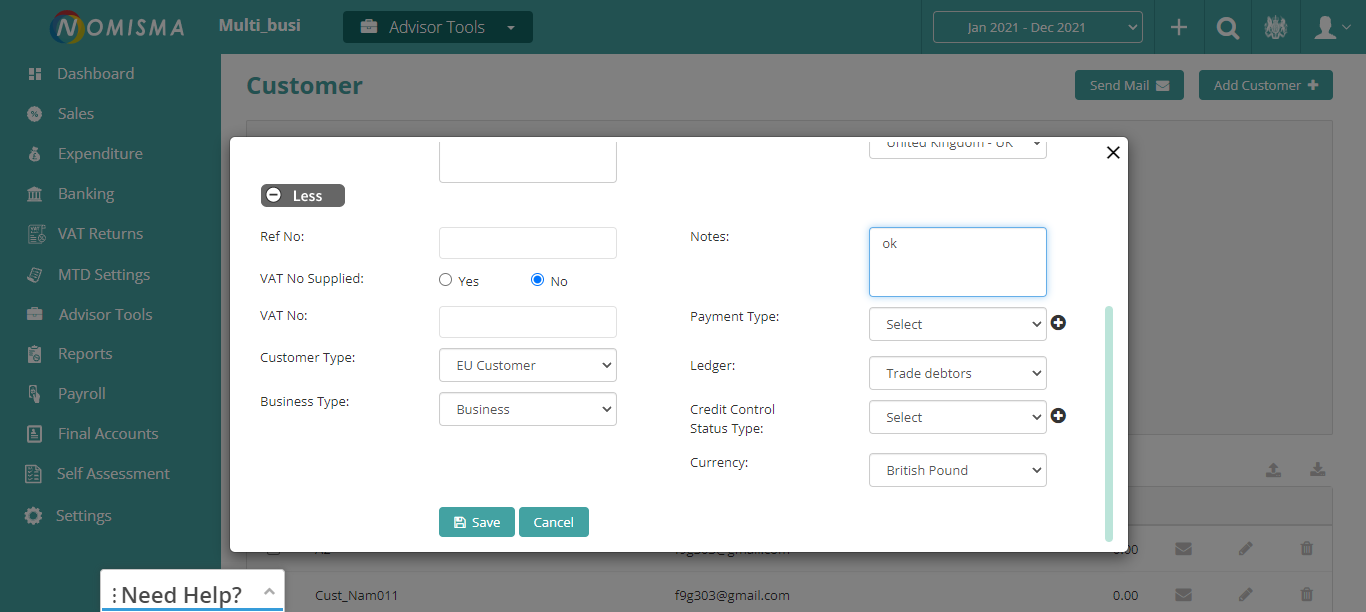 NOMISMA
Multi_busi
Advisor Tools
Jan 2021 - Dec 2021
Dashboard
Sales
Expenditure
Banking
VAT Returns
MTD Settings
Advisor Tools
Reports
Payroll
Final Accounts
Self Assessment
Settings
Customer
Send Mail
Add Customer
United Kingdom - UK
Less
Ref No:
VAT No Supplied:
Yes
No
VAT No:
Customer Type:
EU Customer
Business Type:
Business
Notes:
ok
Payment Type:
Select
Ledger:
Trade debtors
Credit Control
Status Type:
Select
Currency:
British Pound
Save
Cancel
f9g303@gmail.com
0.00
Cust_Nam011
f9g303@gmail.com
0.00
Need Help?